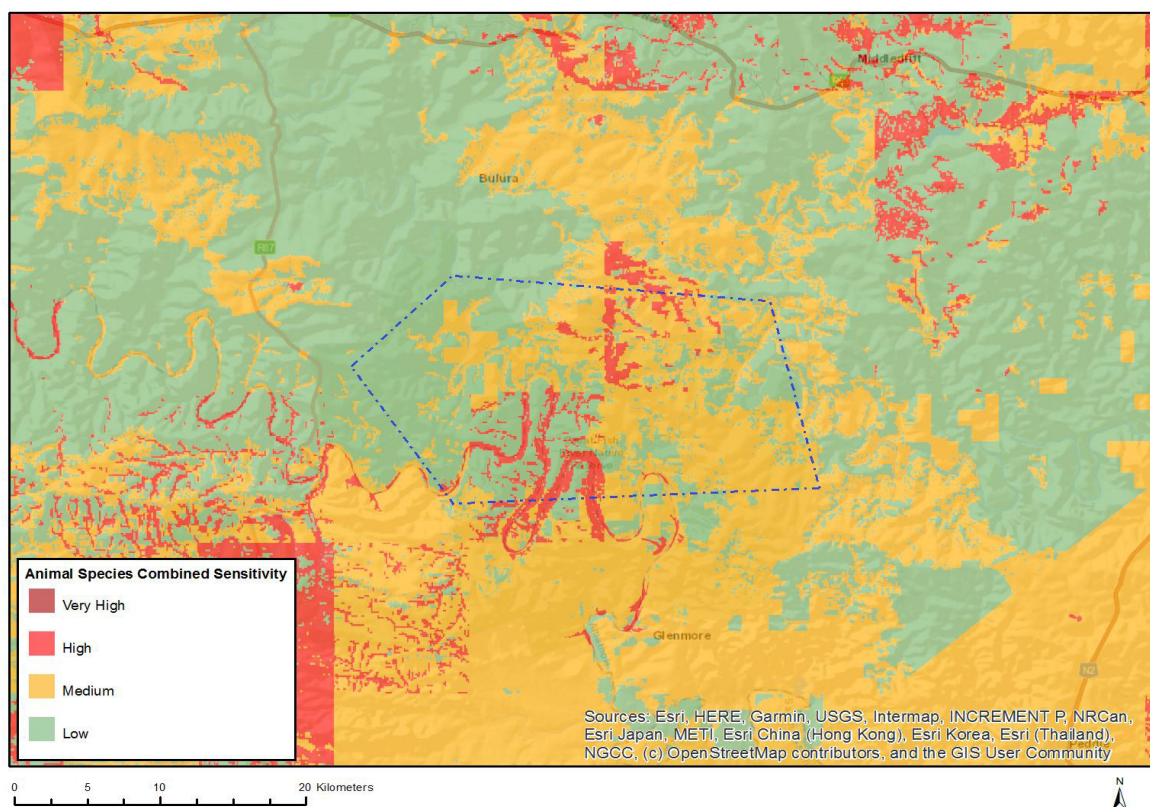 Middledrift
Bulura
R67
Glenmore
N2
Peddie
Animal Species Combined Sensitivity
Very High
High
Medium
Low
Sources: Esri, HERE, Garmin, USGS, Intermap, INCREMENT P, NRCan,
Esri Japan, METI, Esri China (Hong Kong), Esri Korea, Esri (Thailand),
NGCC, (c) OpenStreetMap contributors, and the GIS User Community
0 5 10 20 Kilometers
N